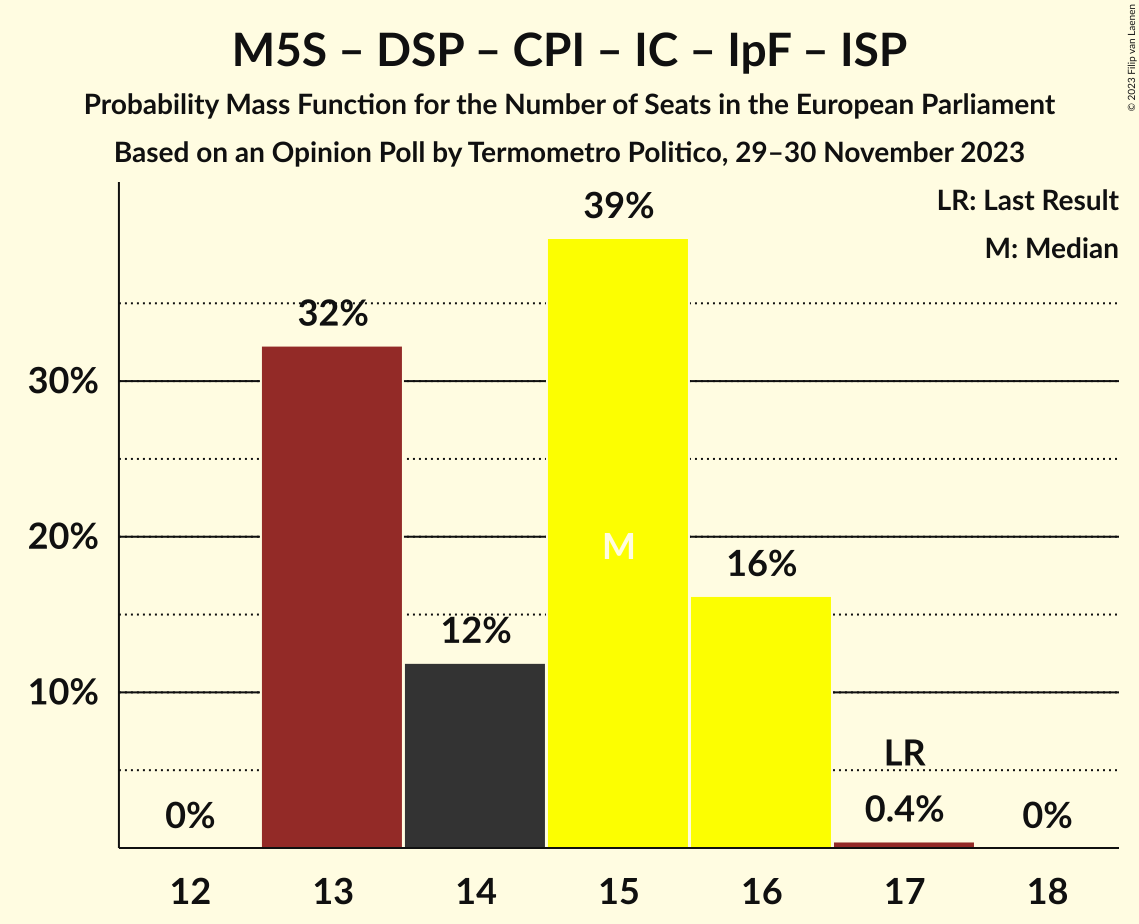 M5S – DSP – CPI – IC – IpF – ISP
Probability Mass Function for the Number of Seats in the European Parliament
Based on an Opinion Poll by Termometro Politico, 29–30 November 2023
© 2023 Filip van Laenen
LR: Last Result
M: Median
39%
32%
30%
M
20%
16%
12%
10%
LR
0%
0.4%
0%
12 13 14 15 16 17 18